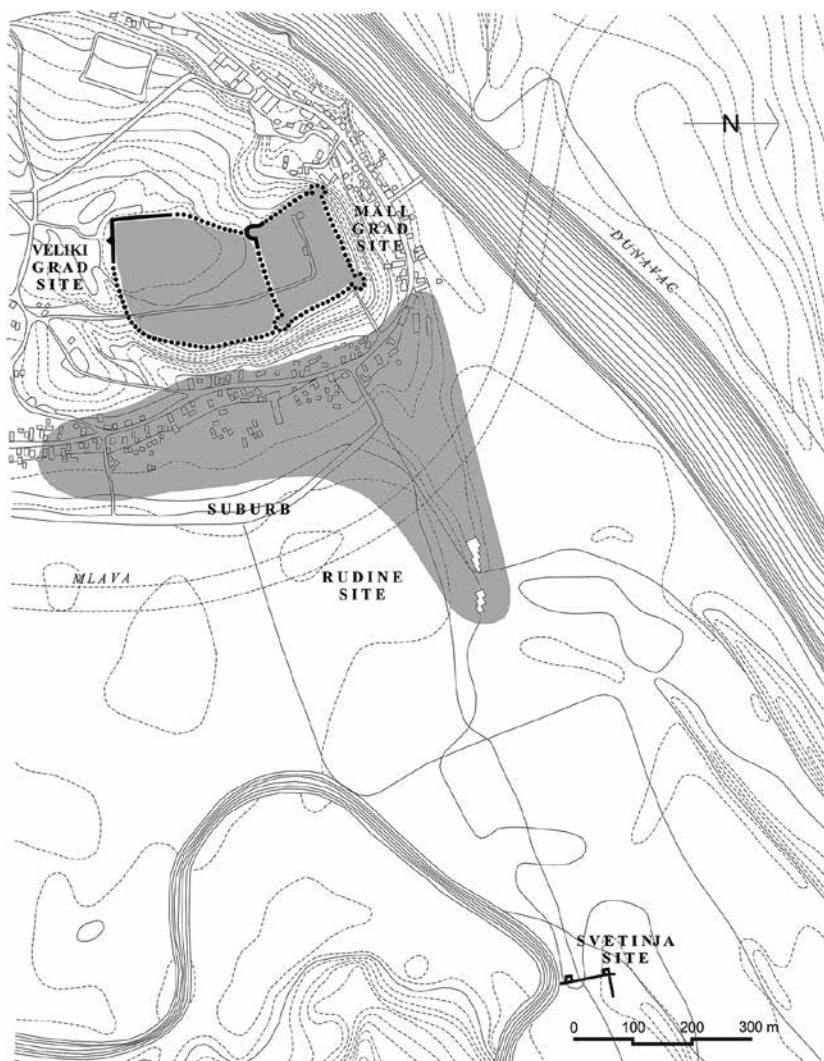 N
MALI
GRAD
SITE
VELIKI
GRAD
SITE
DUNAVAC
SUBURB
MLAVA
RUDINE
SITE
SVETINJA
SITE
0 100 200 300 m